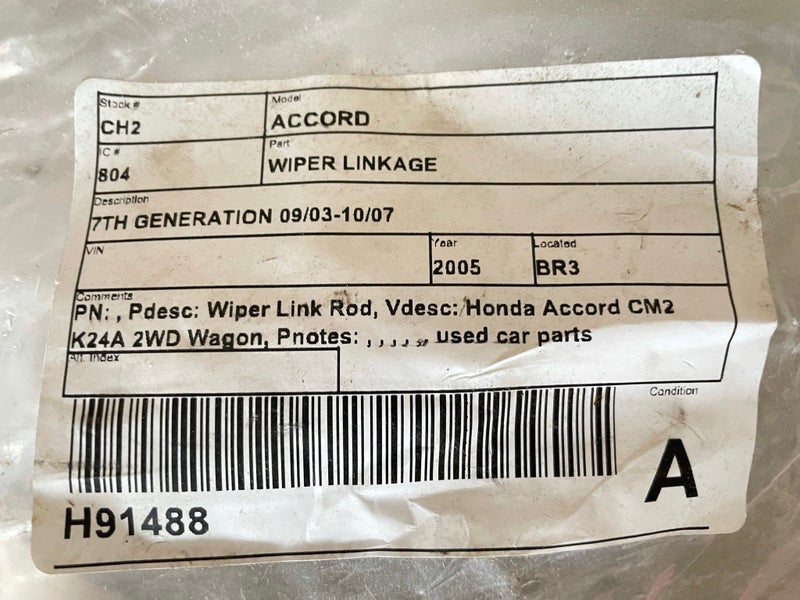 Stock # Model
CH2 ACCORD
IC # Part
804 WIPER LINKAGE
Description
7TH GENERATION 09/03-10/07
VIN Year Located
2005 BR3
Comments
PN: , Pdesc: Wiper Link Rod, Vdesc: Honda Accord CM2
K24A 2WD Wagon, Pnotes: , , , , ,, used car parts
Alt. Index
Condition
A
H91488